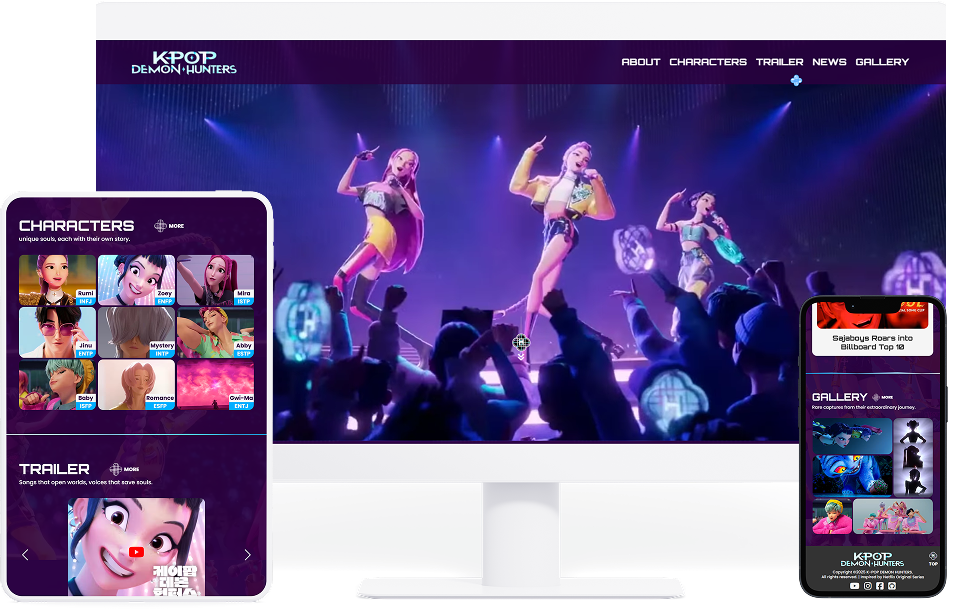 K-POP
DEMON HUNTERS
ABOUT CHARACTERS TRAILER NEWS GALLERY
CHARACTERS
MORE
unique souls, each with their own story.
Rumi
INFJ
Zoey
ENFP
Mira
ISTP
Jinu
ENTP
Mystery
INTP
Abby
ESTP
Baby
ISFP
Romance
ESFP
Gwi-Ma
ENTJ
TRAILER
MORE
Songs that open worlds, voices that save souls.
케이팝
데몬
헌터스
Sajaboys Roars into
Billboard Top 10
GALLERY
MORE
Rare captures from their extraordinary journey.
K-POP
DEMON HUNTERS
TOP
Copyright ©2025 K-POP DEMON HUNTERS.
All rights reserved. | Inspired by Netflix Original Series